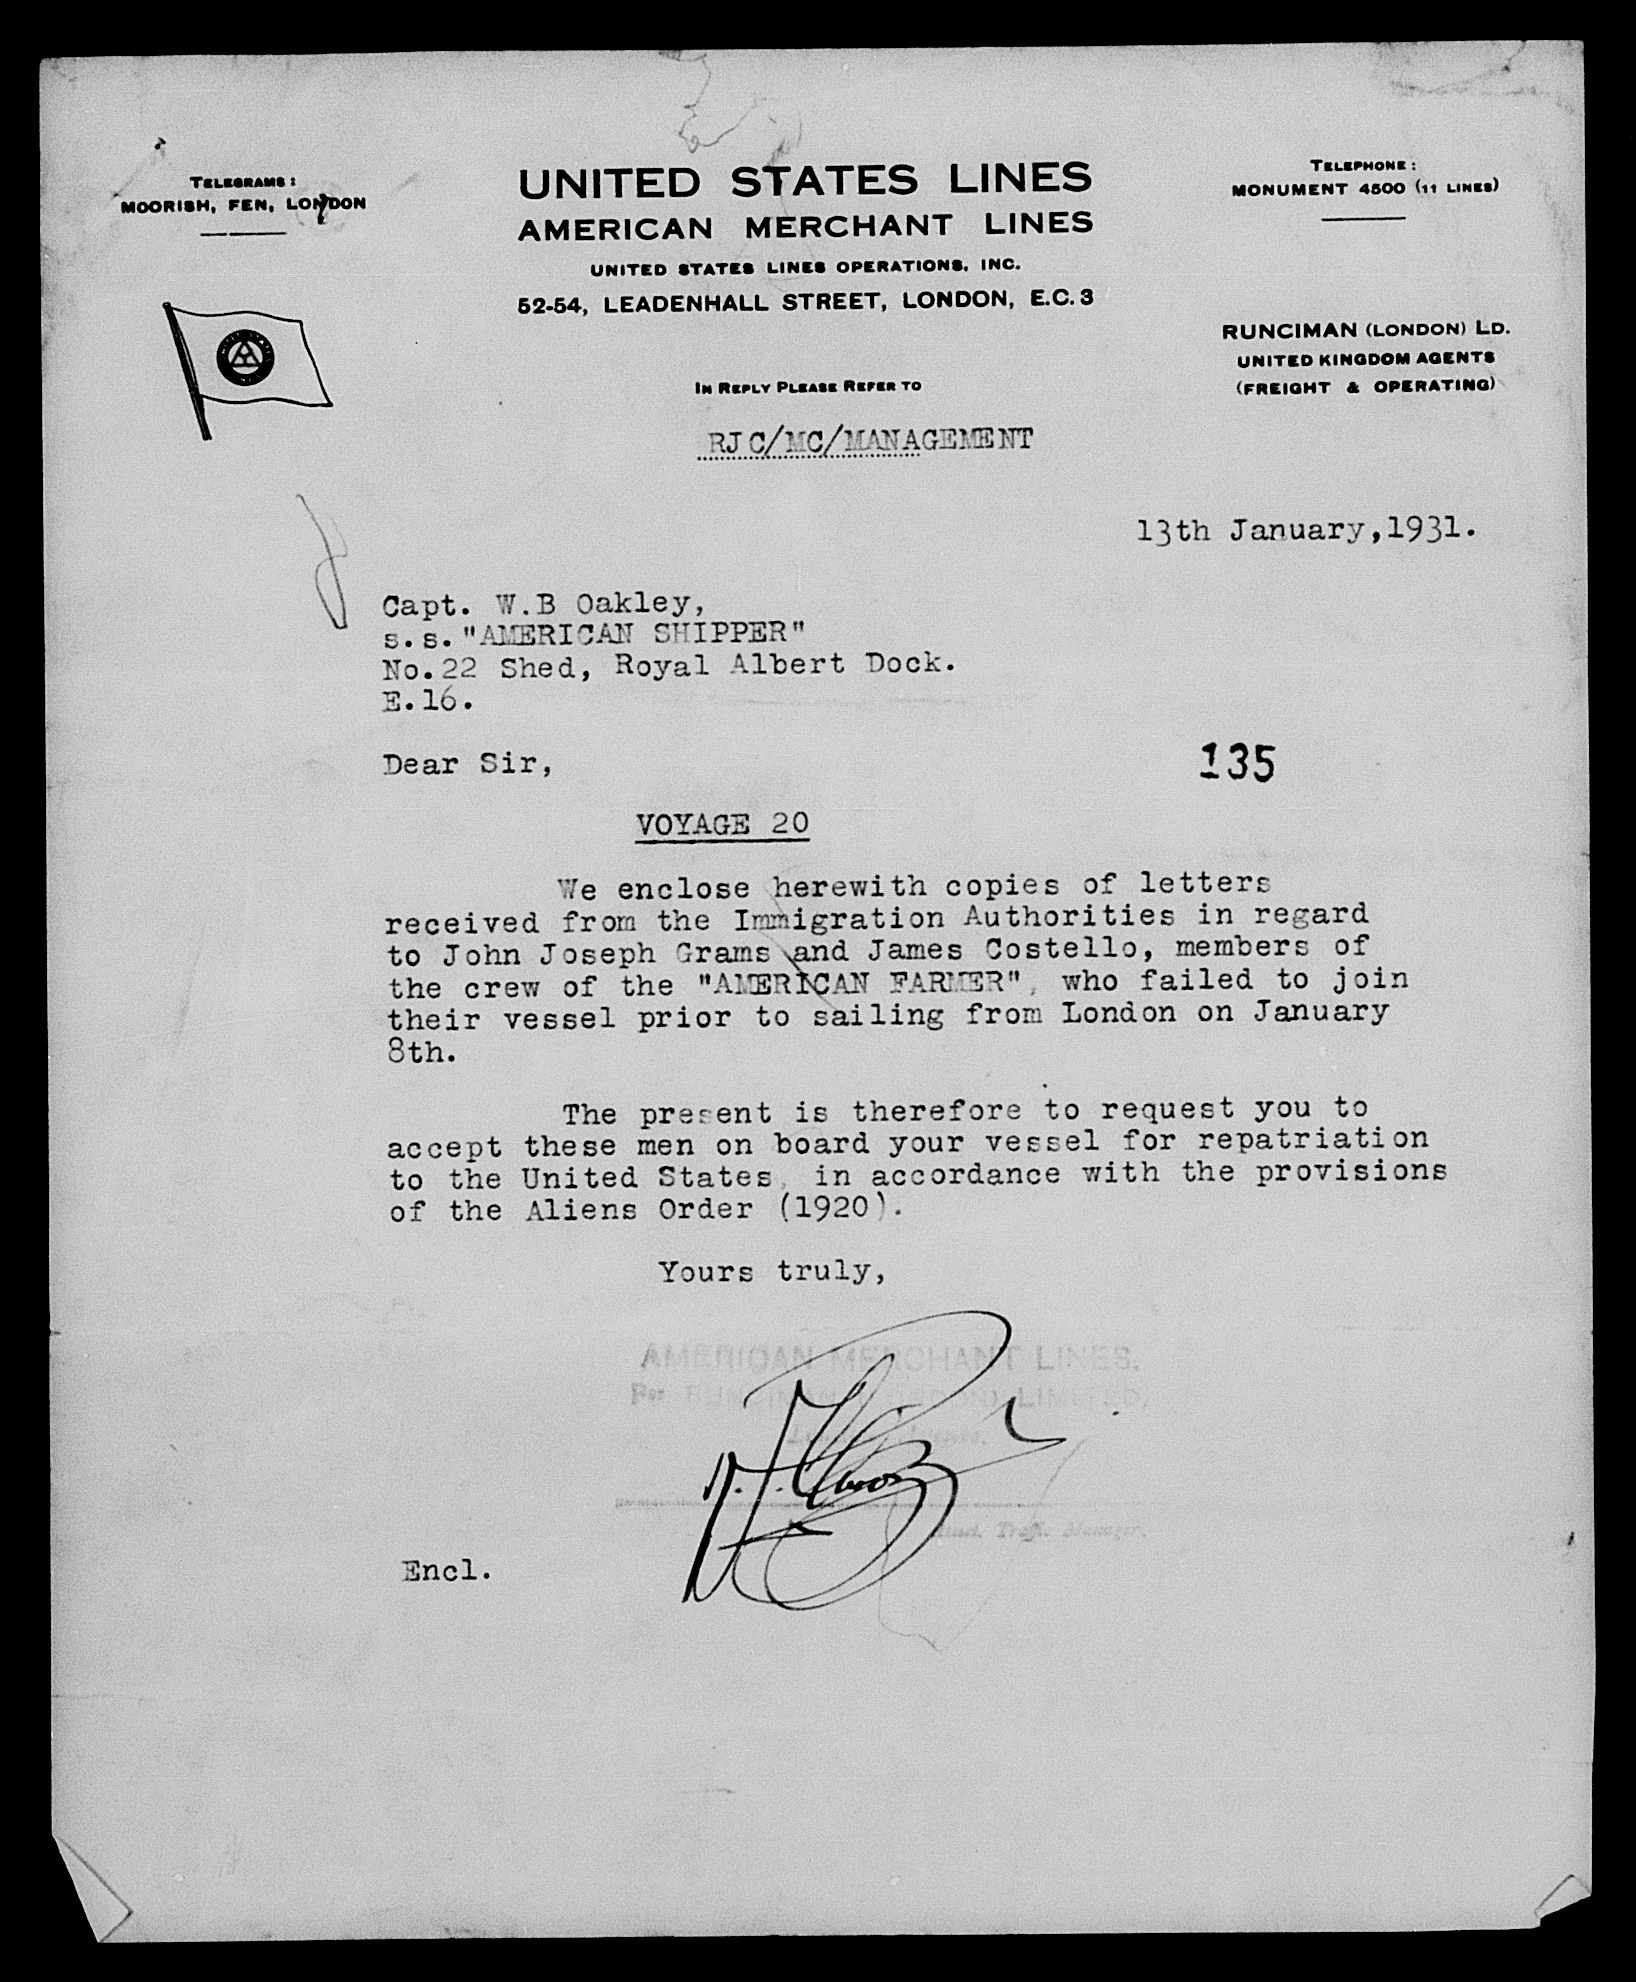 TELEGRAMS:
MOORISH, FEN, LONDON
UNITED STATES LINES
AMERICAN MERCHANT LINES
UNITED STATES LINES OPERATIONS, INC.
52-54, LEADENHALL STREET, LONDON, E.C.3
TELEPHONE:
MONUMENT 4500 (11 LINES)
RUNCIMAN (LONDON) LD.
UNITED KINGDOM AGENTS
(FREIGHT & OPERATING)
IN REPLY PLEASE REFER TO
RJC/MC/MANAGEMENT
13th January,1931.
Capt. W.B Oakley,
s.s."AMERICAN SHIPPER"
No.22 Shed, Royal Albert Dock.
E.16.
Dear Sir,
135
VOYAGE 20
We enclose herewith copies of letters
received from the Immigration Authorities in regard
to John Joseph Grams and James Costello, members of
the crew of the "AMERICAN FARMER", who failed to join
their vessel prior to sailing from London on January
8th.
The present is therefore to request you to
accept these men on board your vessel for repatriation
to the United States, in accordance with the provisions
of the Aliens Order (1920).
Yours truly,
AMERICAN MERCHANT LINES.
Per RUNCIMAN (LONDON) LIMITED,
Traffic Manager.
Encl.